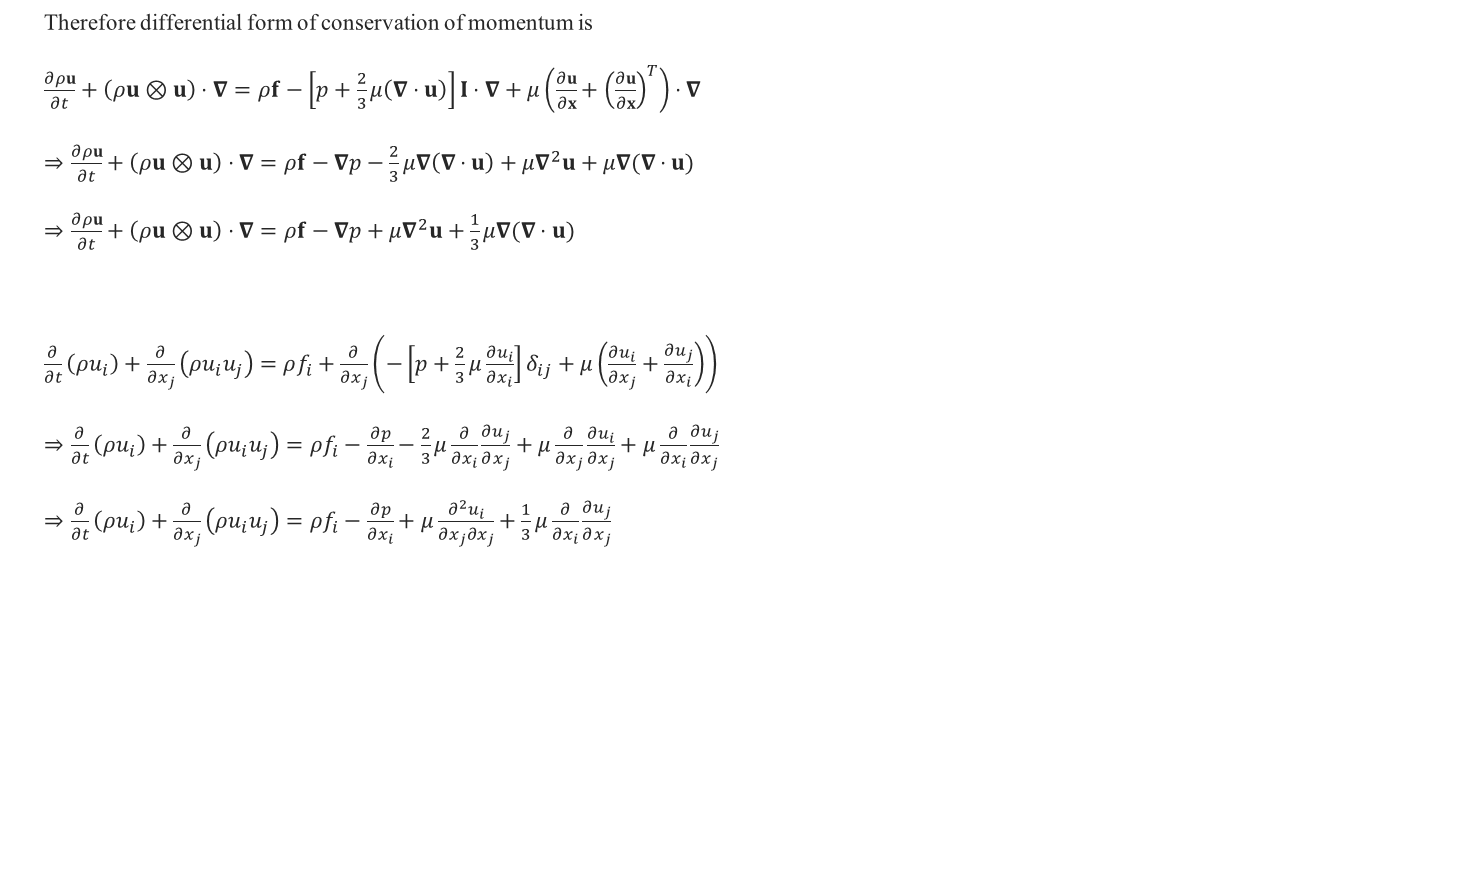 Therefore differential form of conservation of momentum is
∂ρ𝐮/∂t + (ρ𝐮 ⊗ 𝐮) · 𝛁 = ρ𝐟 − [p + 2/3 μ(𝛁 · 𝐮)] 𝐈 · 𝛁 + μ (∂𝐮/∂𝐱 + (∂𝐮/∂𝐱)^T) · 𝛁
⇒ ∂ρ𝐮/∂t + (ρ𝐮 ⊗ 𝐮) · 𝛁 = ρ𝐟 − 𝛁p − 2/3 μ𝛁(𝛁 · 𝐮) + μ𝛁²𝐮 + μ𝛁(𝛁 · 𝐮)
⇒ ∂ρ𝐮/∂t + (ρ𝐮 ⊗ 𝐮) · 𝛁 = ρ𝐟 − 𝛁p + μ𝛁²𝐮 + 1/3 μ𝛁(𝛁 · 𝐮)
∂/∂t (ρu_i) + ∂/∂x_j (ρu_i u_j) = ρf_i + ∂/∂x_j (− [p + 2/3 μ ∂u_i/∂x_i] δ_ij + μ (∂u_i/∂x_j + ∂u_j/∂x_i))
⇒ ∂/∂t (ρu_i) + ∂/∂x_j (ρu_i u_j) = ρf_i − ∂p/∂x_i − 2/3 μ ∂/∂x_i ∂u_j/∂x_j + μ ∂/∂x_j ∂u_i/∂x_j + μ ∂/∂x_i ∂u_j/∂x_j
⇒ ∂/∂t (ρu_i) + ∂/∂x_j (ρu_i u_j) = ρf_i − ∂p/∂x_i + μ ∂²u_i/∂x_j∂x_j + 1/3 μ ∂/∂x_i ∂u_j/∂x_j